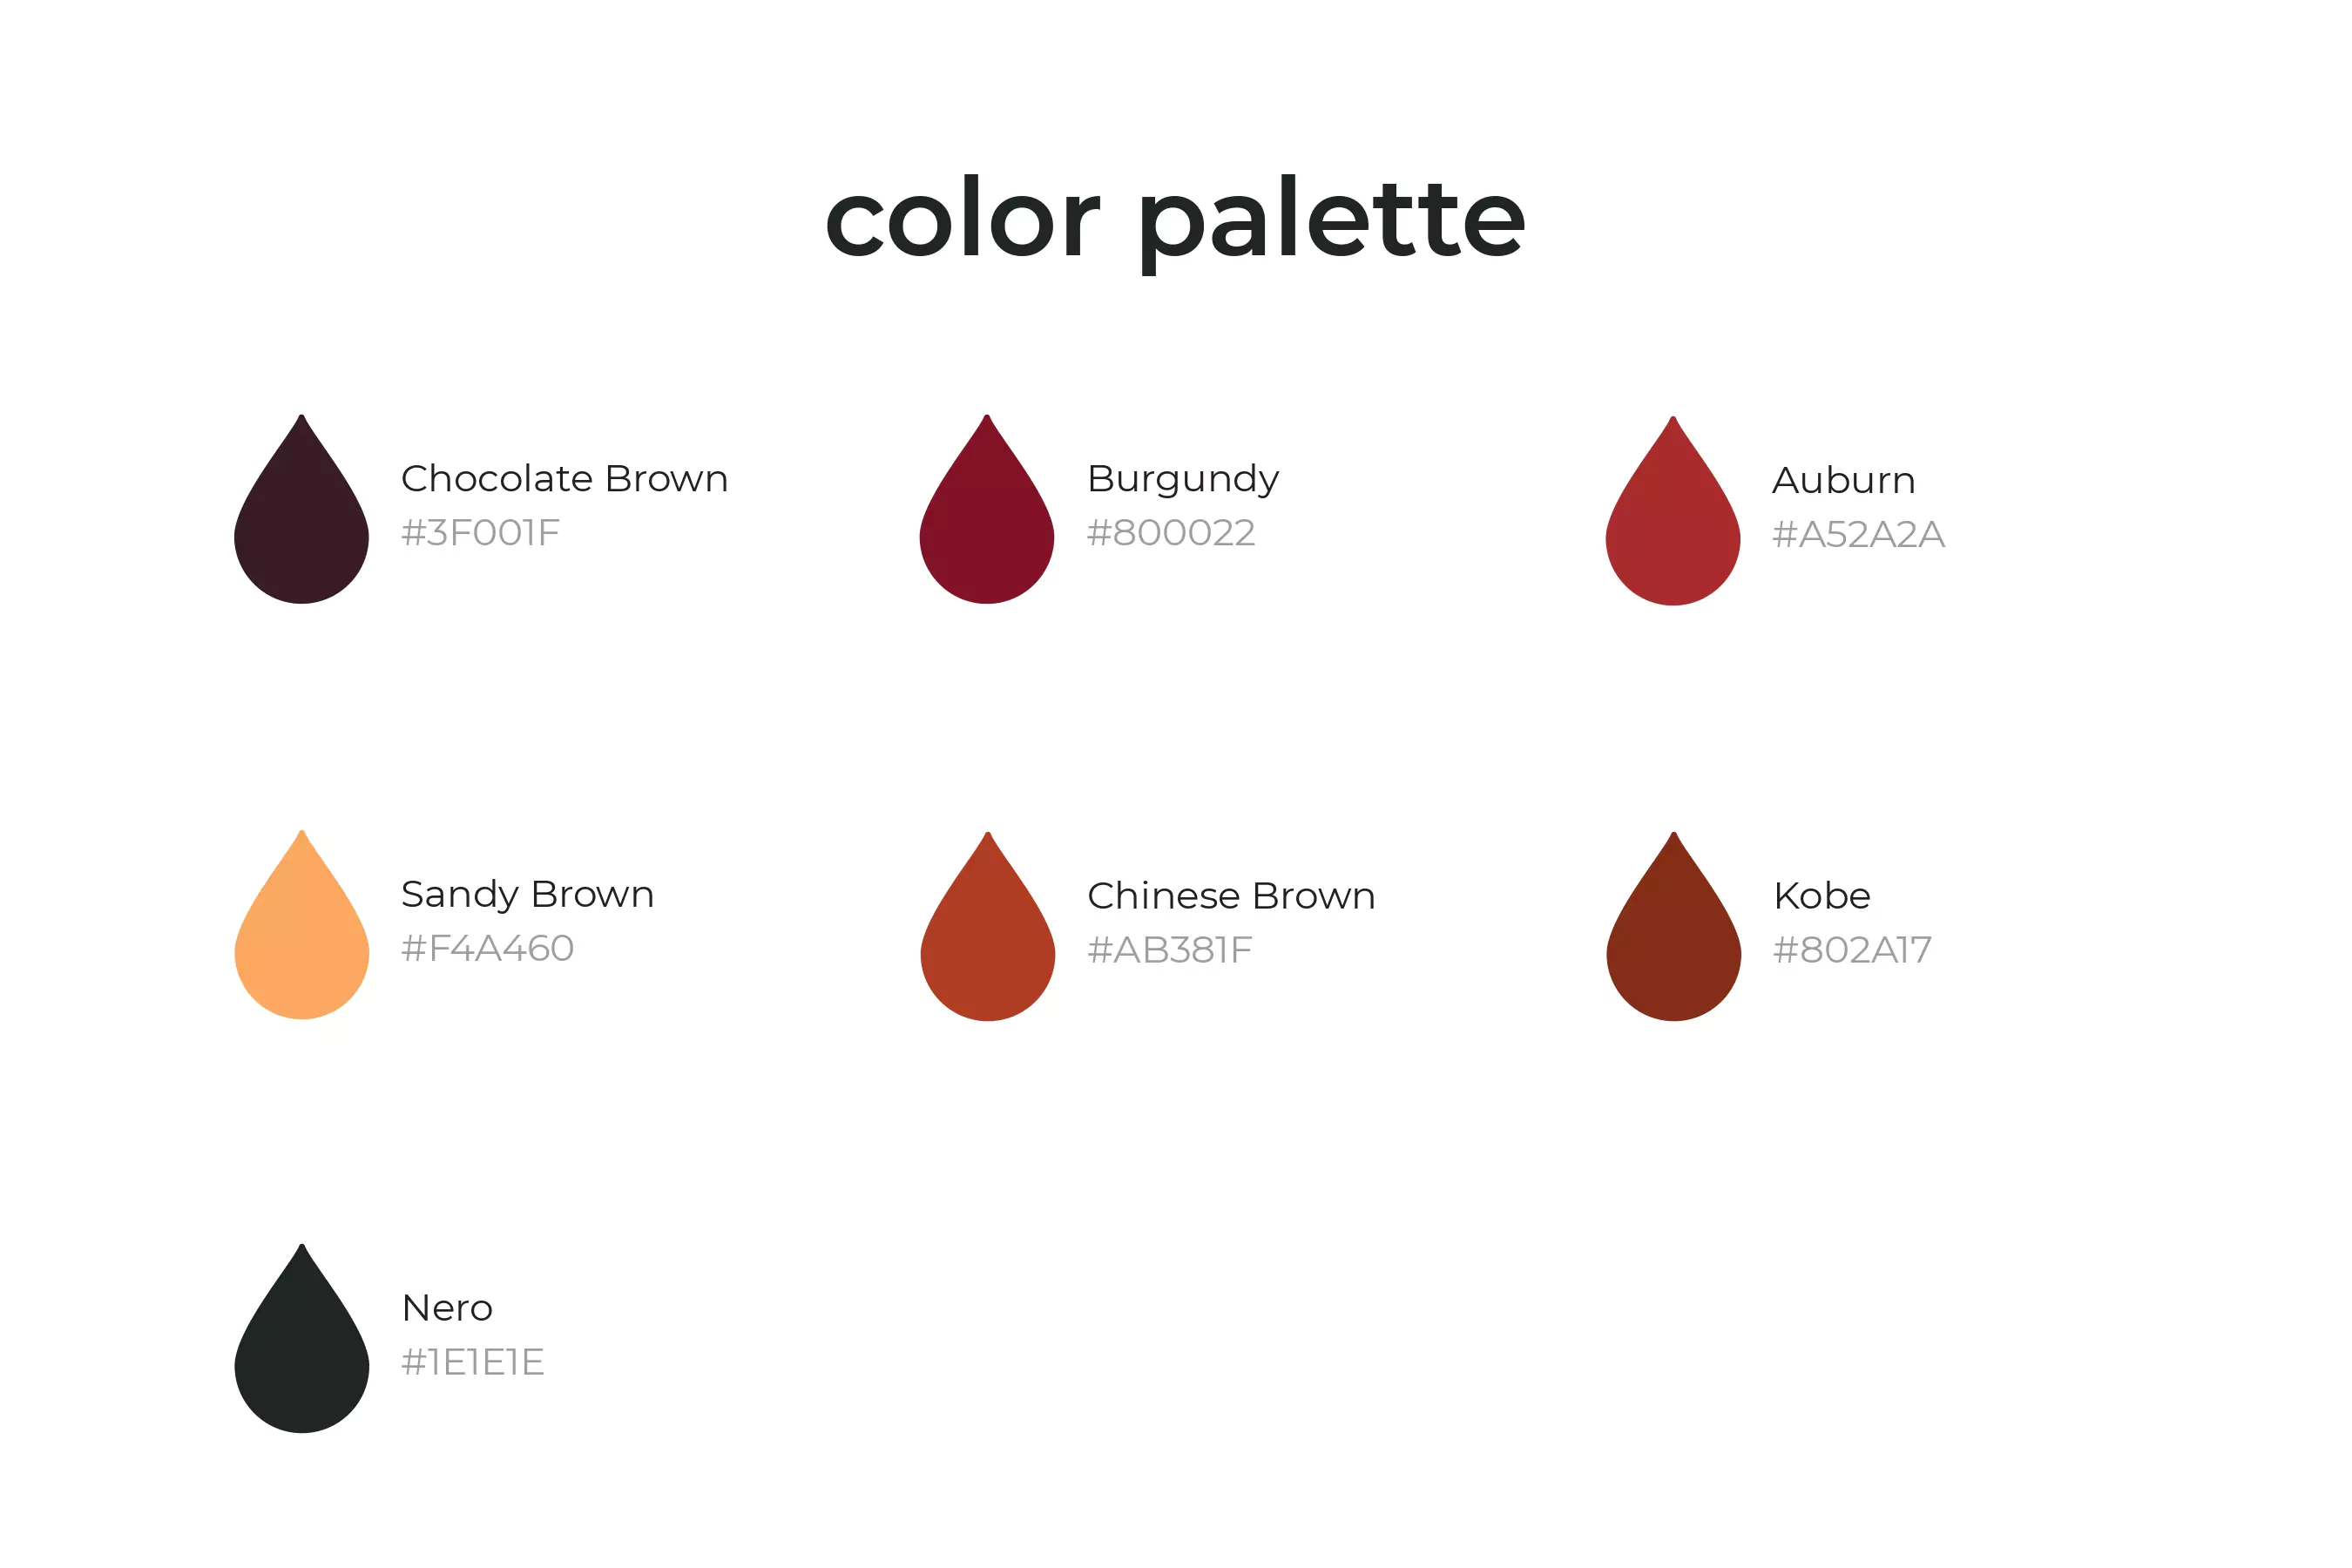 color palette
Chocolate Brown
#3F001F
Burgundy
#800022
Auburn
#A52A2A
Sandy Brown
#F4A460
Chinese Brown
#AB381F
Kobe
#802A17
Nero
#1E1E1E